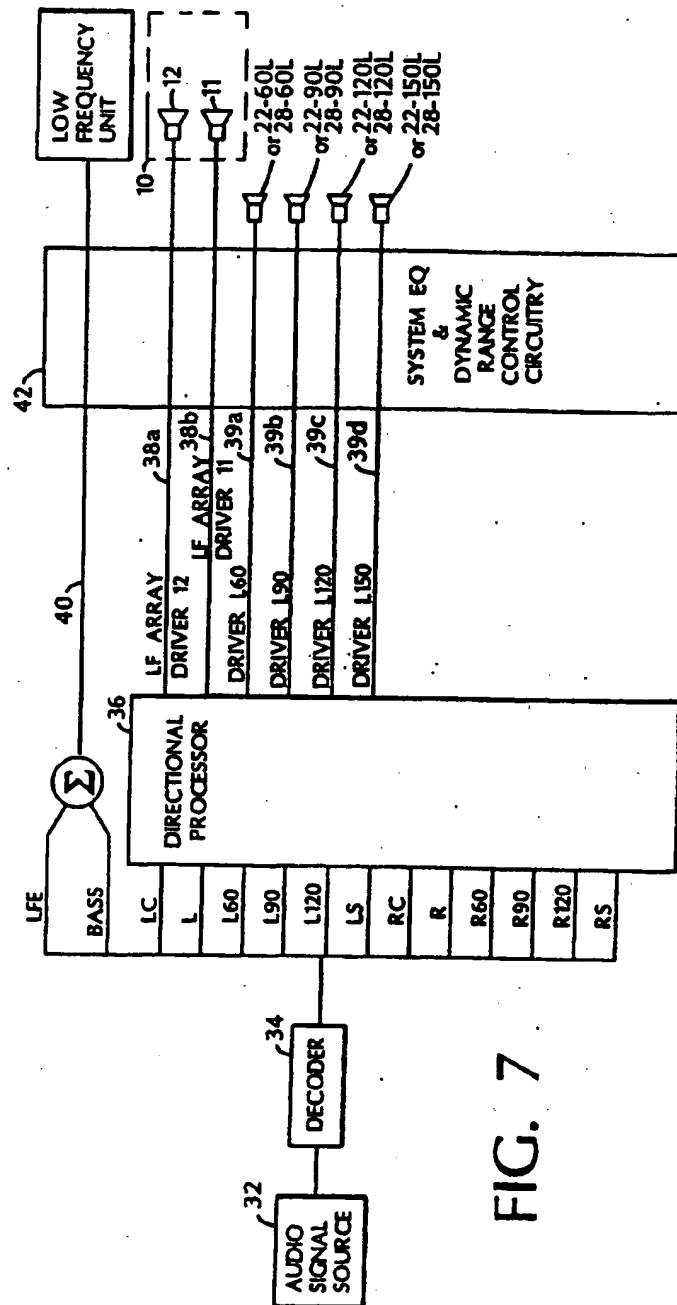 LOW
FREQUENCY
UNIT
10
12
11
or 22-60L
28-60L
or 22-90L
28-90L
or 22-120L
28-120L
or 22-150L
28-150L
42
SYSTEM EQ
&
DYNAMIC
RANGE
CONTROL
CIRCUITRY
40
LF ARRAY
DRIVER 12
38a
LF ARRAY
DRIVER 11
38b
DRIVER L60
39a
DRIVER L90
39b
DRIVER L120
39c
DRIVER L150
39d
36
DIRECTIONAL
PROCESSOR
Σ
LFE
BASS
LC
L
L60
L90
L120
LS
RC
R
R60
R90
R120
RS
34
DECODER
32
AUDIO
SIGNAL
SOURCE
FIG. 7